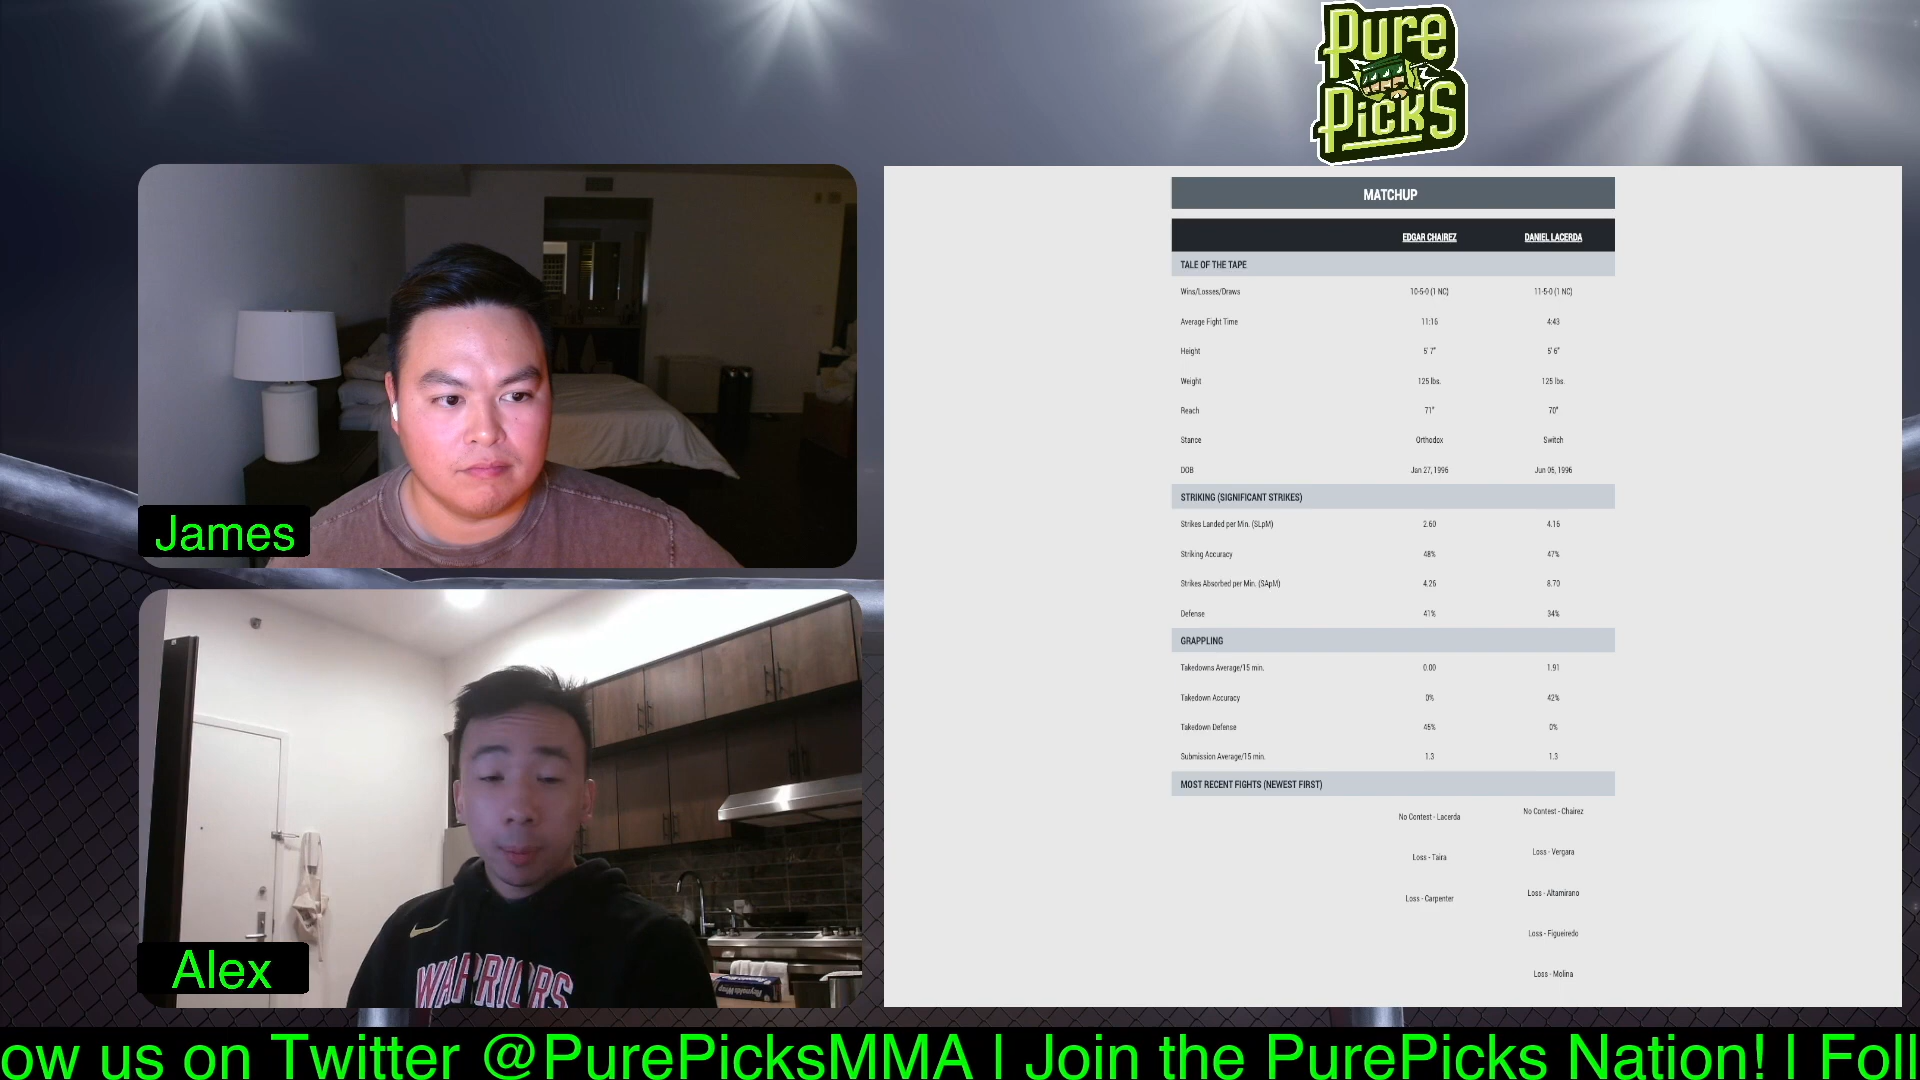 Pure
Picks
MATCHUP
EDGAR CHAIREZ DANIEL LACERDA
TALE OF THE TAPE
Wins/Losses/Draws 10-5-0 (1 NC) 11-5-0 (1 NC)
Average Fight Time 11:16 4:43
Height 5' 7" 5' 6"
Weight 125 lbs. 125 lbs.
Reach 71" 70"
Stance Orthodox Switch
DOB Jan 27, 1996 Jun 06, 1996
STRIKING (SIGNIFICANT STRIKES)
Strikes Landed per Min. (SLpM) 2.60 4.16
Striking Accuracy 48% 47%
Strikes Absorbed per Min. (SApM) 4.26 8.70
Defense 41% 34%
GRAPPLING
Takedowns Average/15 min. 0.00 1.91
Takedown Accuracy 0% 42%
Takedown Defense 45% 0%
Submission Average/15 min. 1.3 1.3
MOST RECENT FIGHTS (NEWEST FIRST)
No Contest - Lacerda No Contest - Chairez
Loss - Taira Loss - Vergara
Loss - Carpenter Loss - Altamirano
Loss - Figueiredo
Loss - Molina
James
Alex
WARRIORS
Reynolds Wrap
ow us on Twitter @PurePicksMMA | Join the PurePicks Nation! | Foll